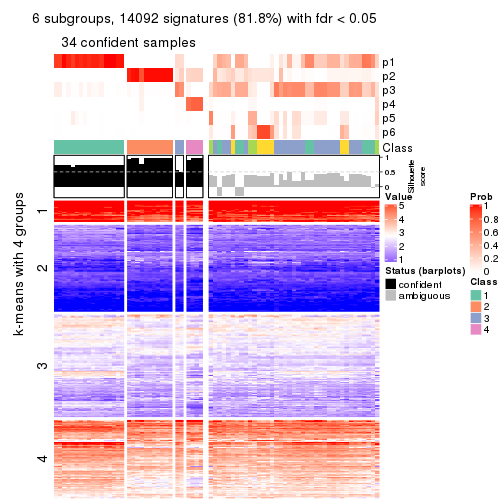 6 subgroups, 14092 signatures (81.8%) with fdr < 0.05
34 confident samples
p1
p2
p3
p4
p5
p6
Class
1
0.5
0
Silhouette
score
k-means with 4 groups
1
2
3
4
Value
5
4
3
2
1
Status (barplots)
confident
ambiguous
Prob
1
0.8
0.6
0.4
0.2
0
Class
1
2
3
4